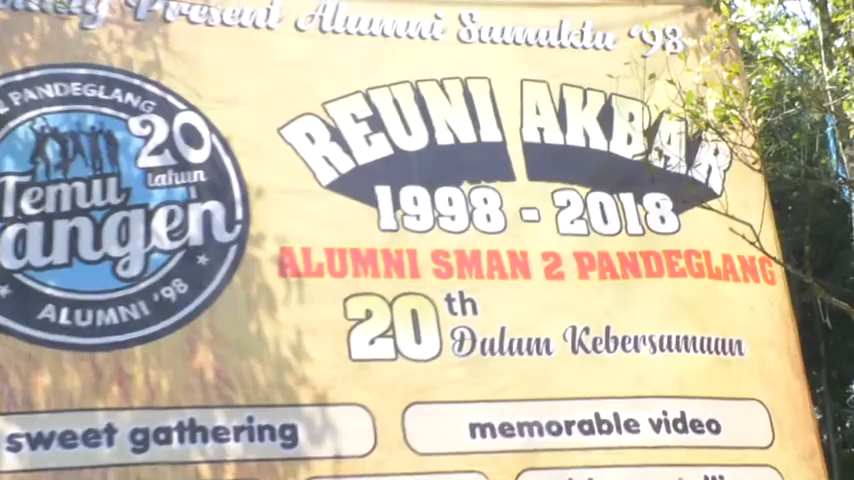 Present Alumni Sumaktu '98
2 PANDEGLANG
20
tahun
Temu
angen
ALUMNI '98
REUNI AKBAR
1998 - 2018
ALUMNI SMAN 2 PANDEGLANG
20th Dalam Kebersamaan
sweet gathering
memorable video